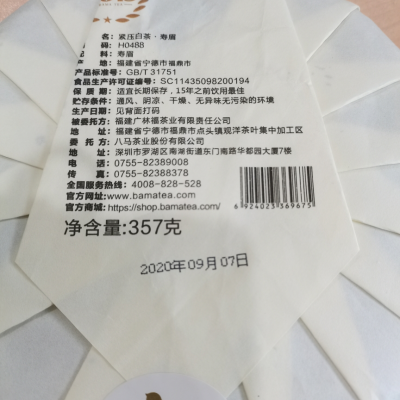 名：紧压白茶·寿眉
码：H0488
料：寿眉
地：福建省宁德市福鼎市
产品标准号：GB/T 31751
食品生产许可证编号：SC11435098200194
保 质 期：适宜长期保存，15年之前饮用最佳
贮存条件：通风、阴凉、干燥、无异味无污染的环境
生产日期：见背面打码
被委托方：福建广林福茶业有限责任公司
地 址：福建省宁德市福鼎市点头镇观洋茶叶集中加工区
委 托 方：八马茶业股份有限公司
地 址：深圳市罗湖区南湖街道东门南路华都园大厦7楼
电 话：0755-82389008
传 真：0755-82388378
全国服务热线：4008-828-528
官方网址：www.bamatea.com
官方商城：https://shop.bamatea.com
6 924023 369675
净含量:357克
2020年09月07日